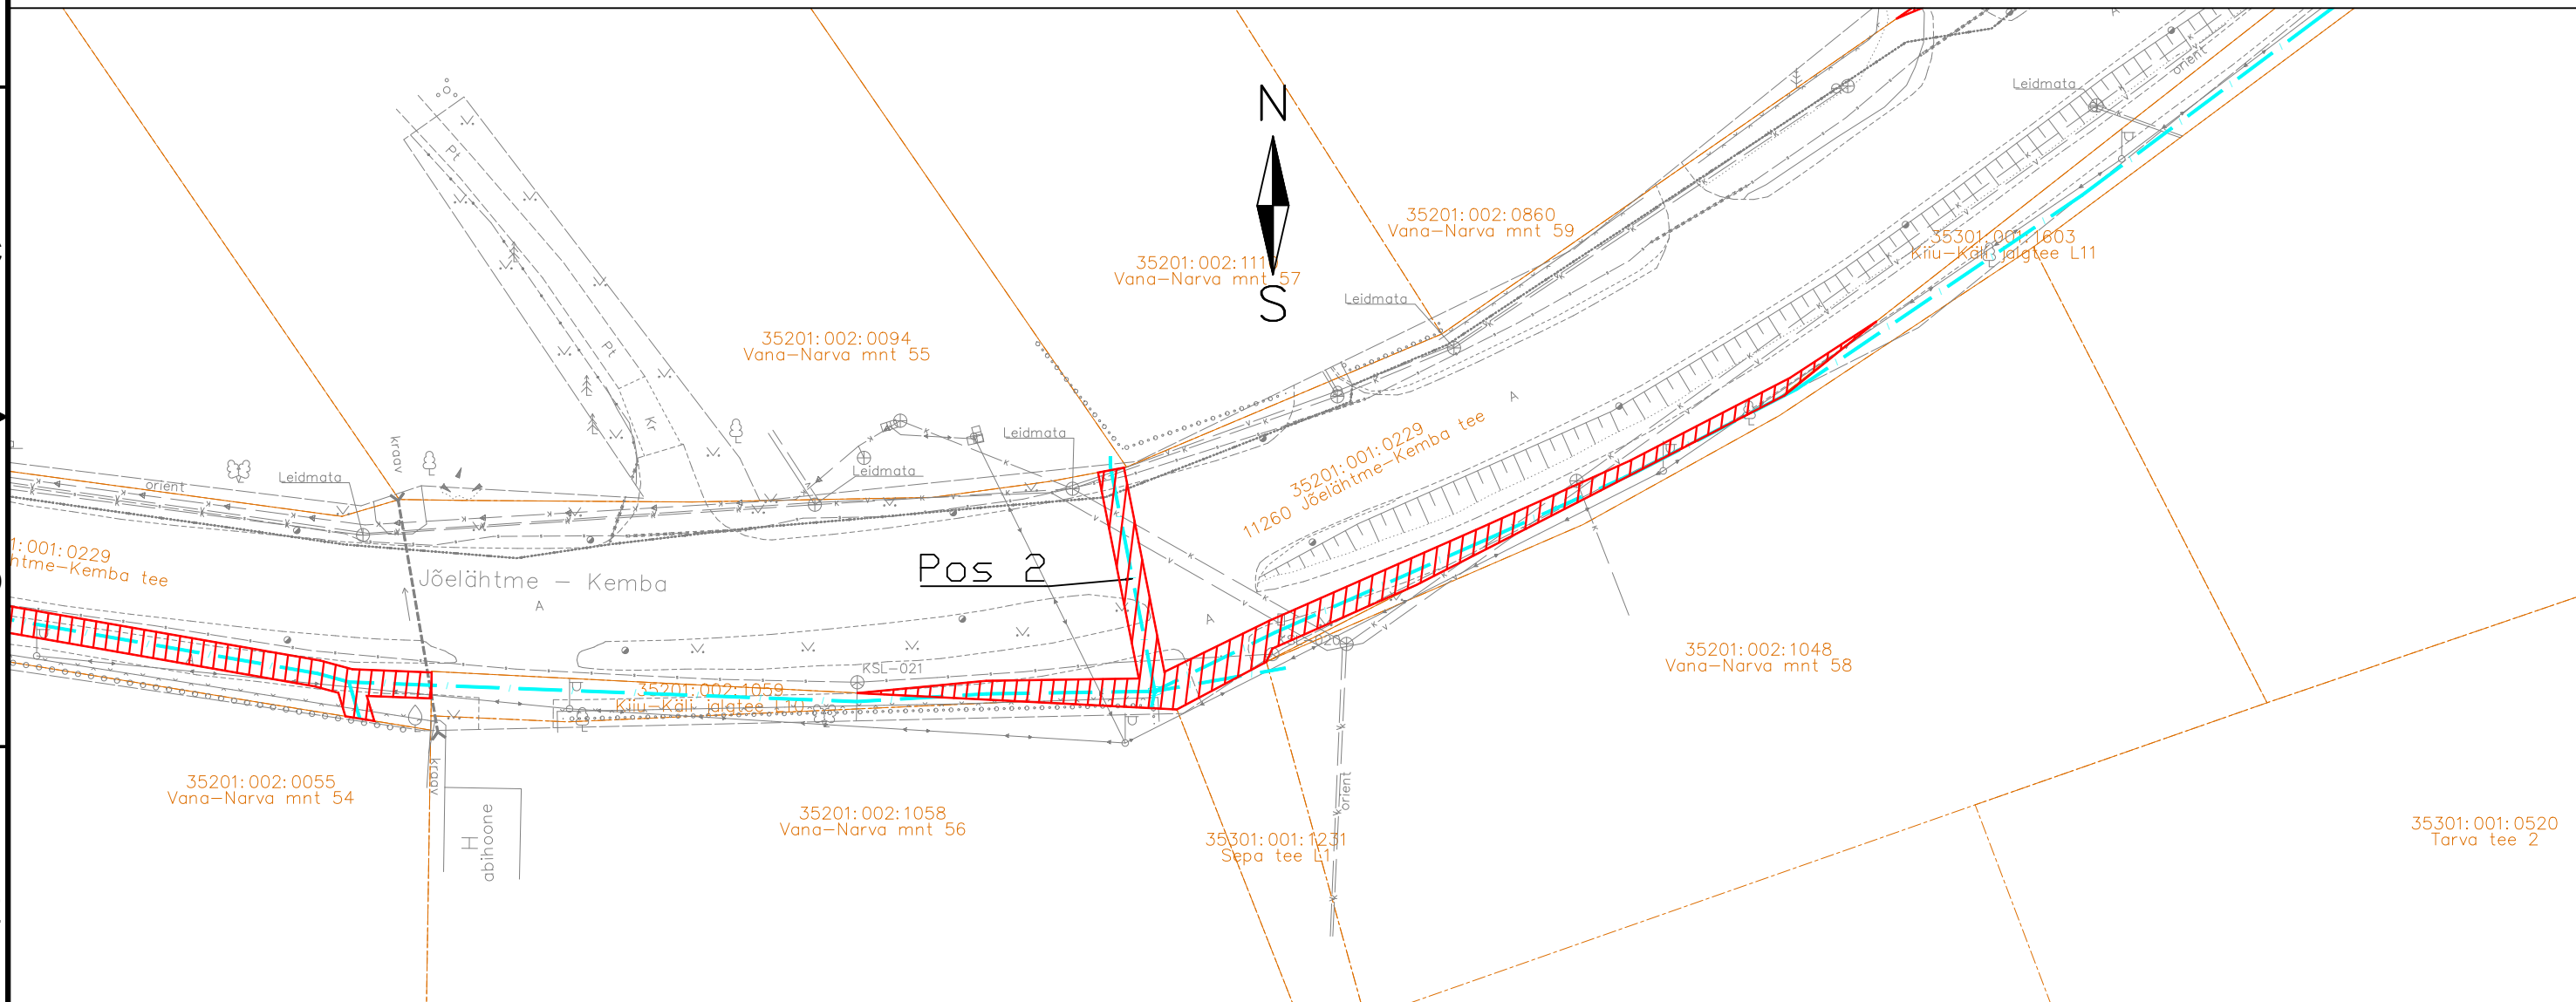 N
S
Leidmata
orient
35201:002:0860
Vana-Narva mnt 59
35301:001:1603
Kiiu-Käli jalgtee L11
35201:002:111
Vana-Narva mnt 57
Leidmata
35201:002:0094
Vana-Narva mnt 55
Pt
Pt
Kr
A
A
35201:001:0229
11260 Jõelähtme-Kemba tee
kraav
Leidmata
Leidmata
Leidmata
orient
1:001:0229
htme-Kemba tee
Jõelähtme - Kemba
A
Pos 2
A
KSL-020
KSL-021
35201:002:1059
Kiiu-Käli jalgtee L10
35201:002:1048
Vana-Narva mnt 58
35201:002:0055
Vana-Narva mnt 54
kraav
H
abihoone
35201:002:1058
Vana-Narva mnt 56
orient
35301:001:1231
Sepa tee L1
35301:001:0520
Tarva tee 2